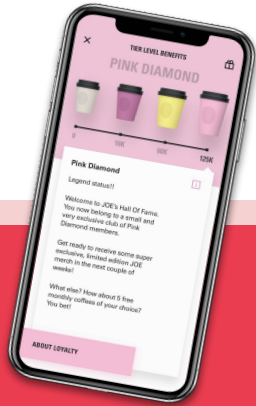 TIER LEVEL BENEFITS
PINK DIAMOND
0 10K 60K 125K
Pink Diamond
Legend status!!
Welcome to JOE's Hall Of Fame.
You now belong to a small and
very exclusive club of Pink
Diamond members.
Get ready to receive some super
exclusive, limited edition JOE
merch in the next couple of
weeks!
What else? How about 5 free
monthly coffees of your choice?
You bet!
ABOUT LOYALTY